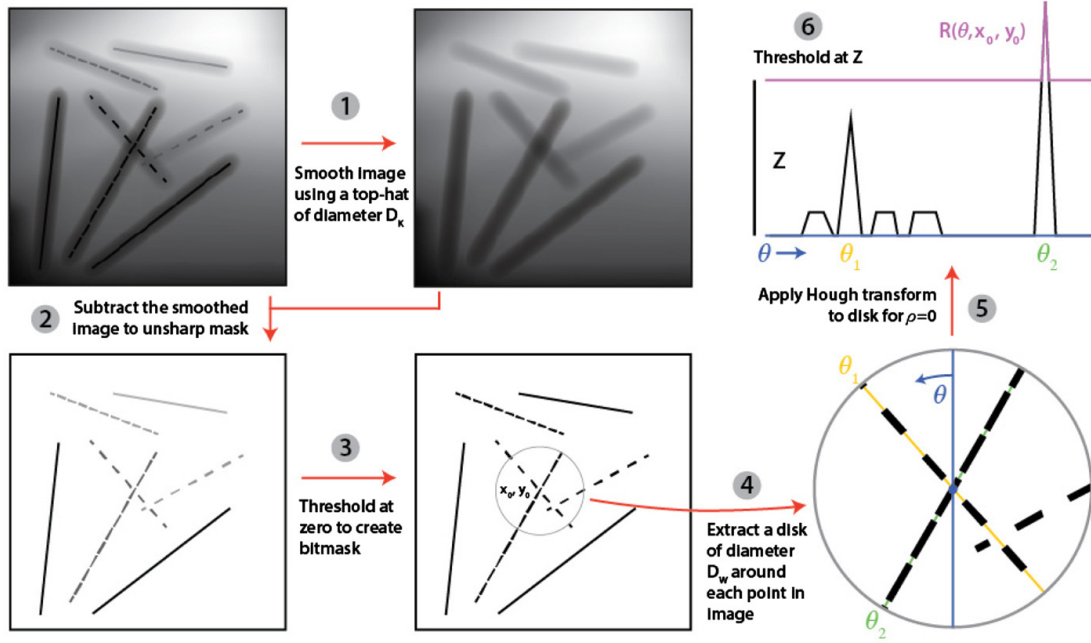 1
Smooth image
using a top-hat
of diameter Dₖ
2
Subtract the smoothed
image to unsharp mask
3
Threshold at
zero to create
bitmask
x₀, y₀
4
Extract a disk
of diameter
D_w around
each point in
image
θ₁
θ
θ₂
5
Apply Hough transform
to disk for ρ=0
6
Threshold at Z
R(θ,x₀, y₀)
Z
θ
θ₁
θ₂